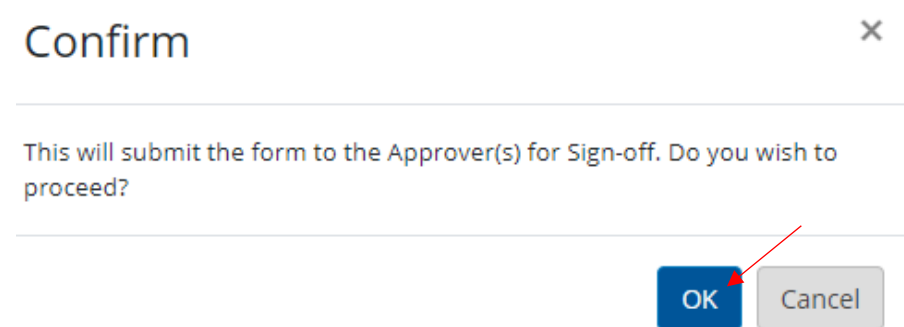 Confirm
This will submit the form to the Approver(s) for Sign-off. Do you wish to
proceed?
OK
Cancel